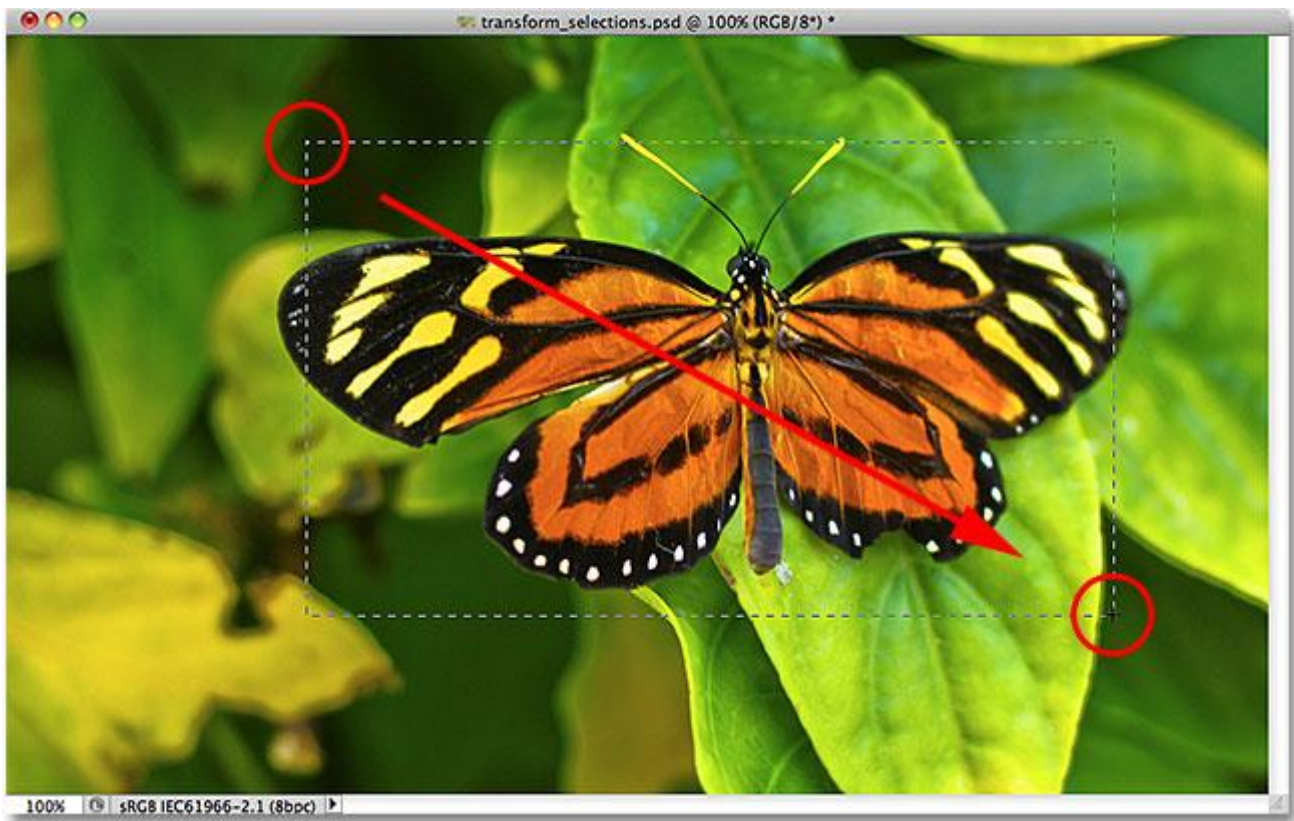 transform_selections.psd @ 100% (RGB/8*) *
100% sRGB IEC61966-2.1 (8bpc)